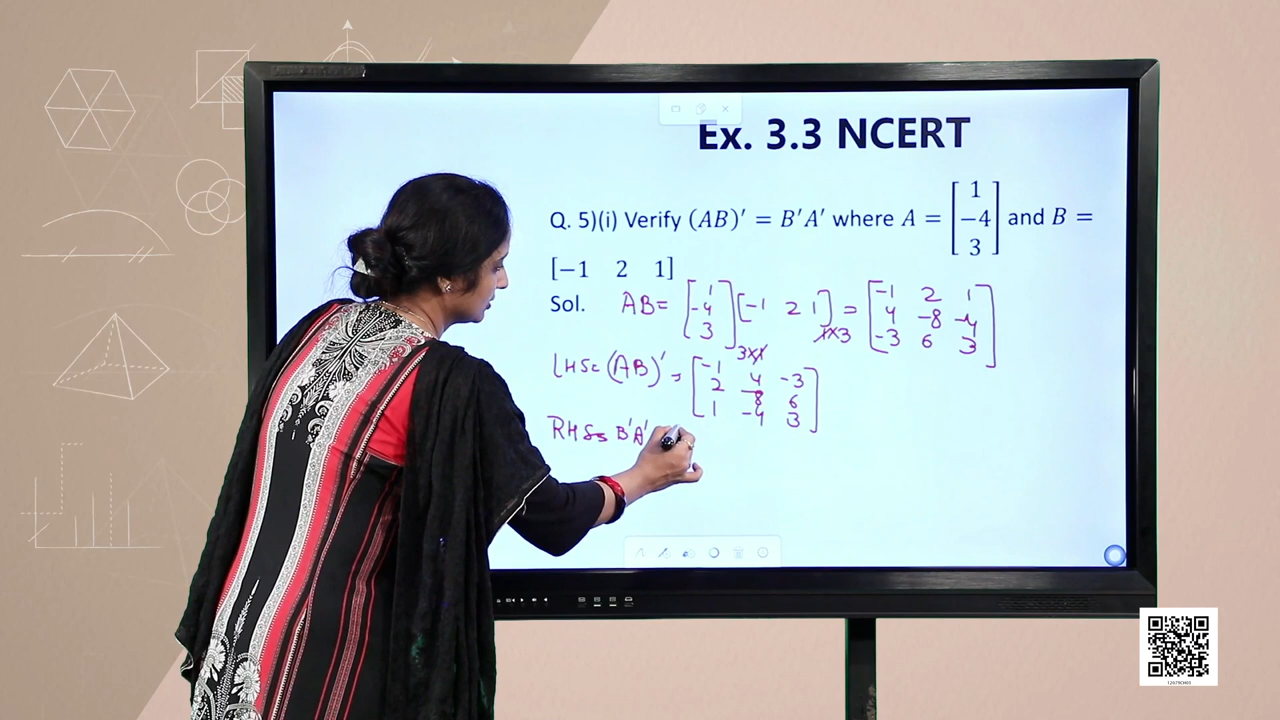 Ex. 3.3 NCERT
Q. 5)(i) Verify (AB)′ = B′A′ where A = [1 −4 3] and B =
[−1 2 1]
Sol. AB = [1 −4 3] 3×1 [−1 2 1] 1×3 = [−1 2 1 4 −8 −4 −3 6 3]
LHS = (AB)′ = [−1 4 −3 2 −8 6 1 −4 3]
RHS = B′A′
12079CH03